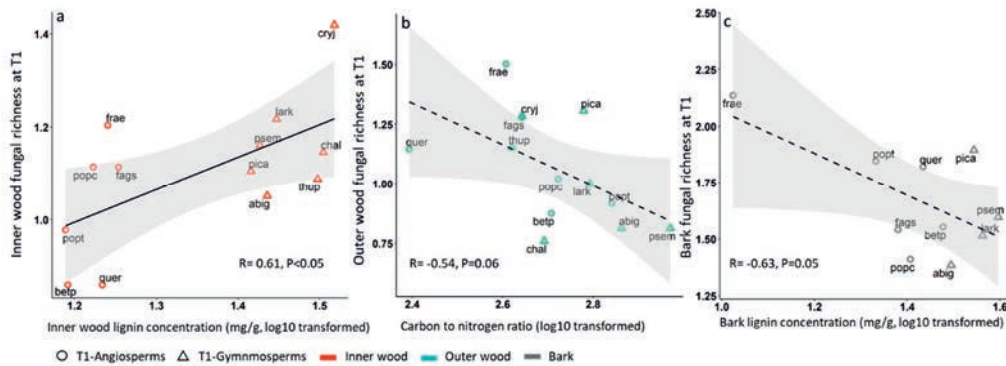 a
Inner wood fungal richness at T1
1.4
1.2
1.0
cryj
frae
lark
psem
chal
popc
fags
pica
thup
abig
popt
betp
quer
R= 0.61, P<0.05
1.2
1.3
1.4
1.5
Inner wood lignin concentration (mg/g, log10 transformed)
b
Outer wood fungal richness at T1
1.50
1.25
1.00
0.75
frae
cryj
pica
fags
quer
thup
popc
lark
popt
betp
abig
psem
chal
R= -0.54, P=0.06
2.4
2.6
2.8
Carbon to nitrogen ratio (log10 transformed)
c
Bark fungal richness at T1
2.50
2.25
2.00
1.75
1.50
1.25
frae
popt
quer
pica
psem
fags
betp
lark
popc
abig
R= -0.63, P=0.05
1.0
1.2
1.4
1.6
Bark lignin concentration (mg/g, log10 transformed)
T1-Angiosperms
T1-Gymnmosperms
Inner wood
Outer wood
Bark